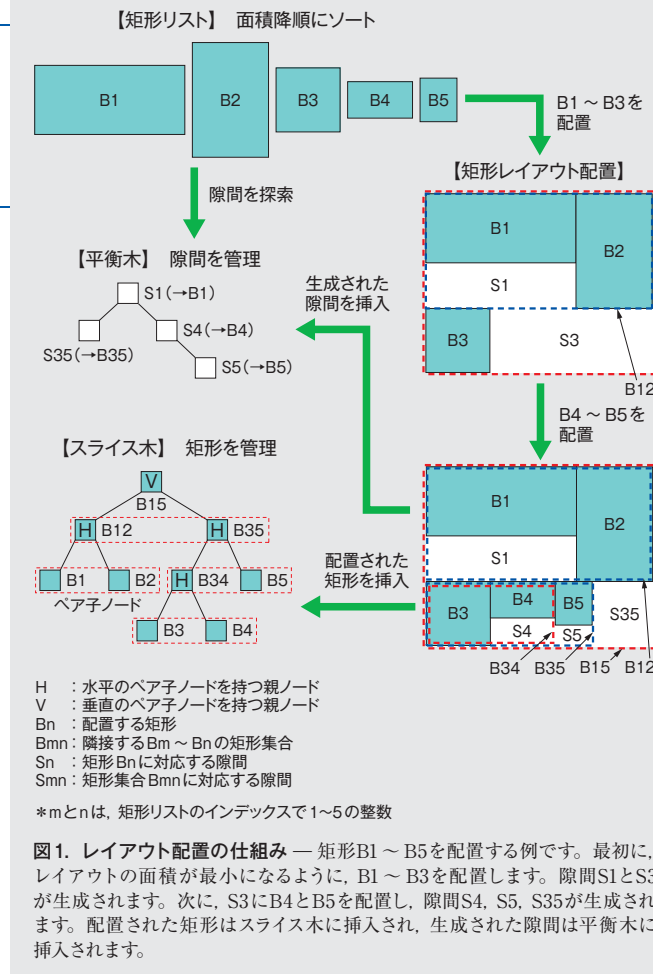 【矩形リスト】 面積降順にソート
B1
B2
B3
B4
B5
B1～B3を
配置
隙間を探索
【矩形レイアウト配置】
B1
B2
S1
B3
S3
B12
【平衡木】 隙間を管理
S1(→B1)
S4(→B4)
S35(→B35)
S5(→B5)
生成された
隙間を挿入
B4～B5を
配置
【スライス木】 矩形を管理
V
B15
H B12
H B35
B1
B2
H B34
B5
ペア子ノード
B3
B4
配置された
矩形を挿入
B1
B2
S1
B3
B4
B5
S35
S4
S5
B34 B35 B15 B12
H ：水平のペア子ノードを持つ親ノード
V ：垂直のペア子ノードを持つ親ノード
Bn ：配置する矩形
Bmn：隣接するBm～Bnの矩形集合
Sn ：矩形Bnに対応する隙間
Smn：矩形集合Bmnに対応する隙間
＊mとnは，矩形リストのインデックスで1～5の整数
図1．レイアウト配置の仕組み ― 矩形B1～B5を配置する例です。最初に，
レイアウトの面積が最小になるように，B1～B3を配置します。隙間S1とS3
が生成されます。次に，S3にB4とB5を配置し，隙間S4，S5，S35が生成され
ます。配置された矩形はスライス木に挿入され，生成された隙間は平衡木に
挿入されます。